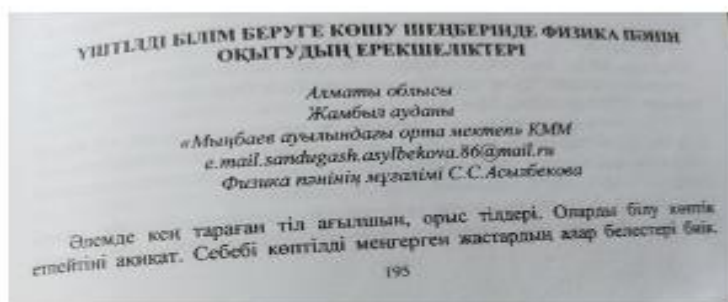 ҮШТІЛДІ БІЛІМ БЕРУГЕ КӨШУ ШЕҢБЕРІНДЕ ФИЗИКА ПӘНІН
ОҚЫТУДЫҢ ЕРЕКШЕЛІКТЕРІ
Алматы облысы
Жамбыл ауданы
«Мыңбаев ауылындағы орта мектеп» КММ
e.mail.sandugash.asylbekova.86@mail.ru
Физика пәнінің мұғалімі С.С.Асылбекова
Әлемде кең тараған тіл ағылшын, орыс тілдері. Оларды білу көптік
етпейтіні ақиқат. Себебі көптілді меңгерген жастардың алар белестері биік.
195